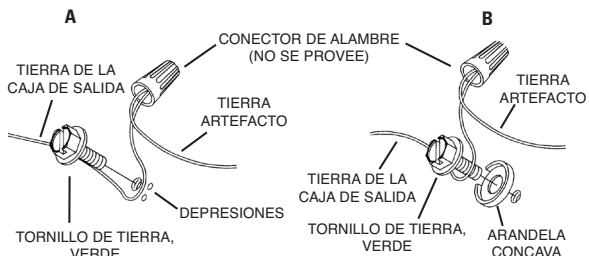 A
CONECTOR DE ALAMBRE
(NO SE PROVEE)
TIERRA DE LA
CAJA DE SALIDA
TIERRA
ARTEFACTO
DEPRESIONES
TORNILLO DE TIERRA,
VERDE
B
TIERRA
ARTEFACTO
TIERRA DE LA
CAJA DE SALIDA
TORNILLO DE TIERRA,
VERDE
ARANDELA
CONCAVA